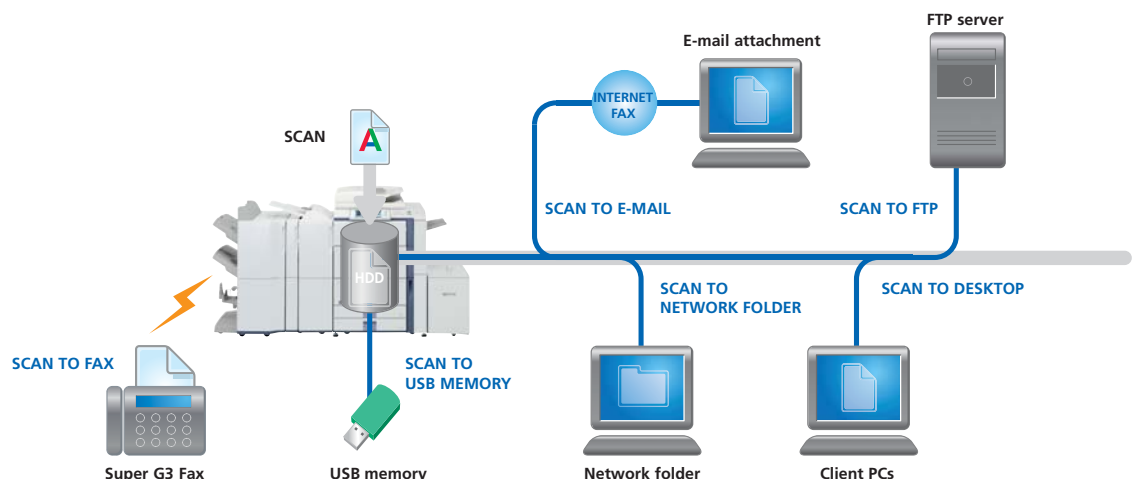 FTP server
E-mail attachment
INTERNET
FAX
SCAN
A
SCAN TO E-MAIL
SCAN TO FTP
HDD
SCAN TO
NETWORK FOLDER
SCAN TO DESKTOP
SCAN TO FAX
SCAN TO
USB MEMORY
Super G3 Fax
USB memory
Network folder
Client PCs